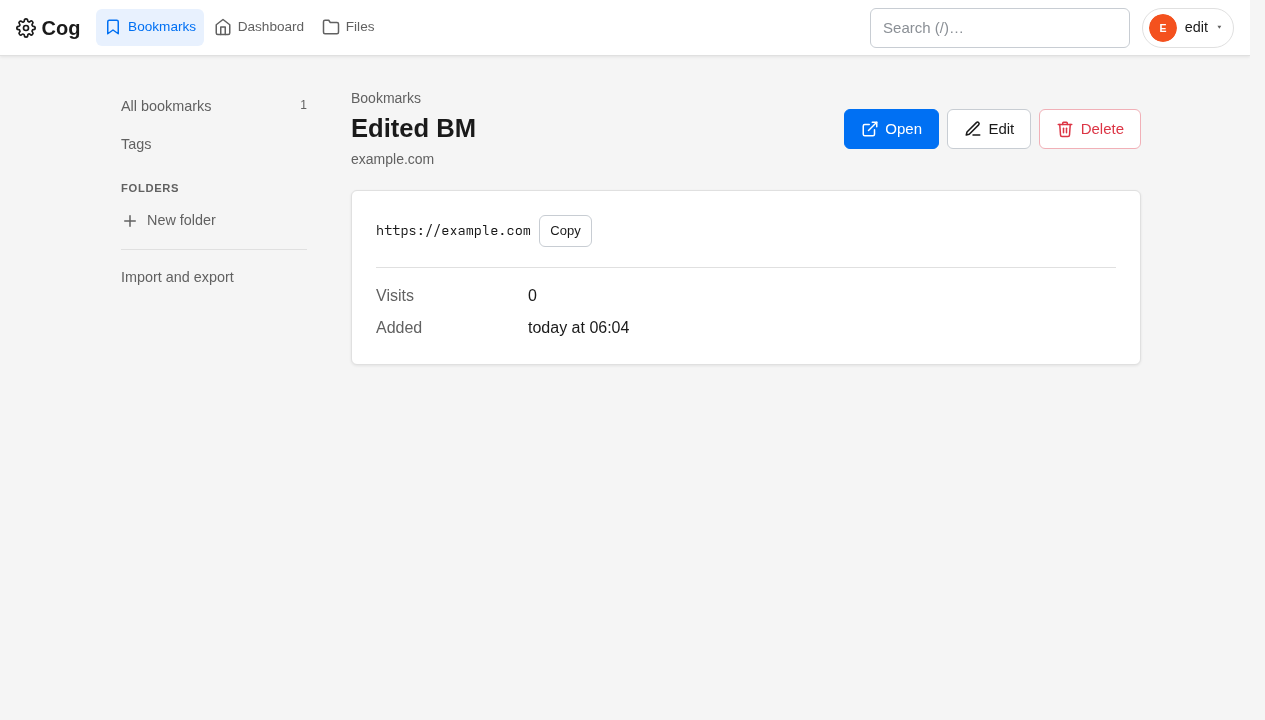 Cog
Bookmarks
Dashboard
Files
Search (/)…
E
edit
All bookmarks 1
Tags
FOLDERS
New folder
Import and export
Bookmarks
Edited BM
example.com
Open
Edit
Delete
https://example.com
Copy
Visits 0
Added today at 06:04